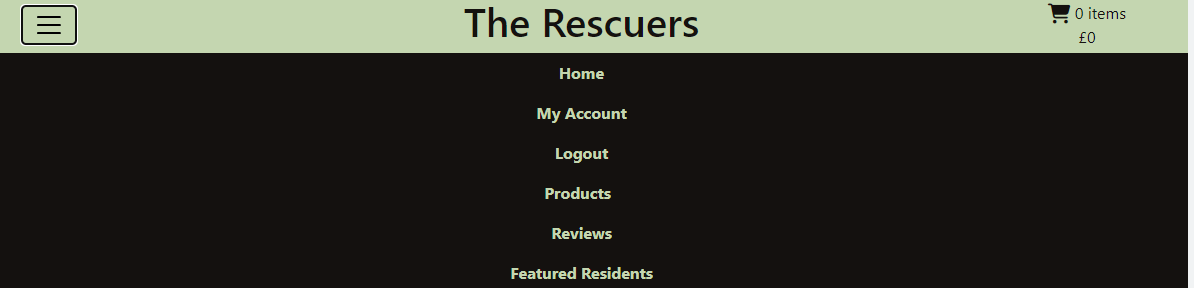 The Rescuers
0 items
£0
Home
My Account
Logout
Products
Reviews
Featured Residents